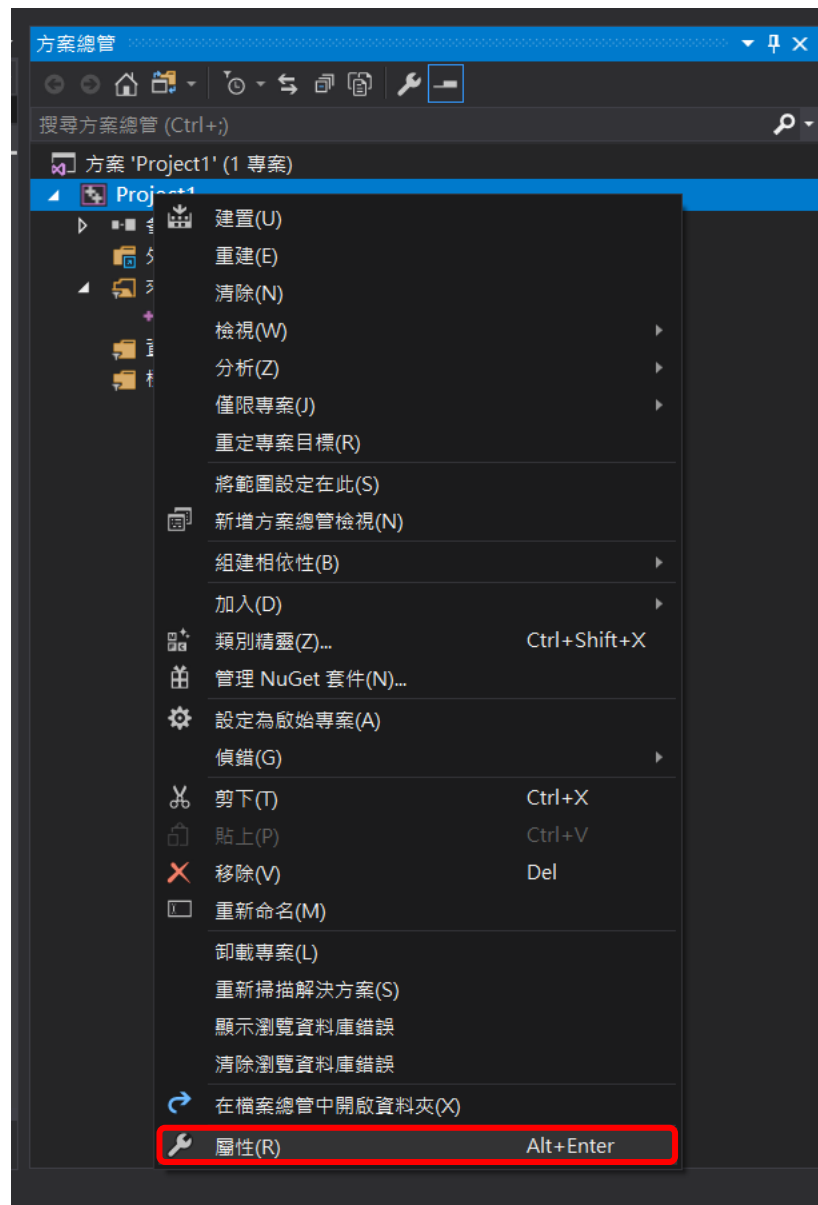 方案總管
搜尋方案總管 (Ctrl+;)
方案 'Project1' (1 專案)
Project1
建置(U)
重建(E)
清除(N)
檢視(W)
分析(Z)
僅限專案(J)
重定專案目標(R)
將範圍設定在此(S)
新增方案總管檢視(N)
組建相依性(B)
加入(D)
類別精靈(Z)... Ctrl+Shift+X
管理 NuGet 套件(N)...
設定為啟始專案(A)
偵錯(G)
剪下(T) Ctrl+X
貼上(P) Ctrl+V
移除(V) Del
重新命名(M)
卸載專案(L)
重新掃描解決方案(S)
顯示瀏覽資料庫錯誤
清除瀏覽資料庫錯誤
在檔案總管中開啟資料夾(X)
屬性(R) Alt+Enter